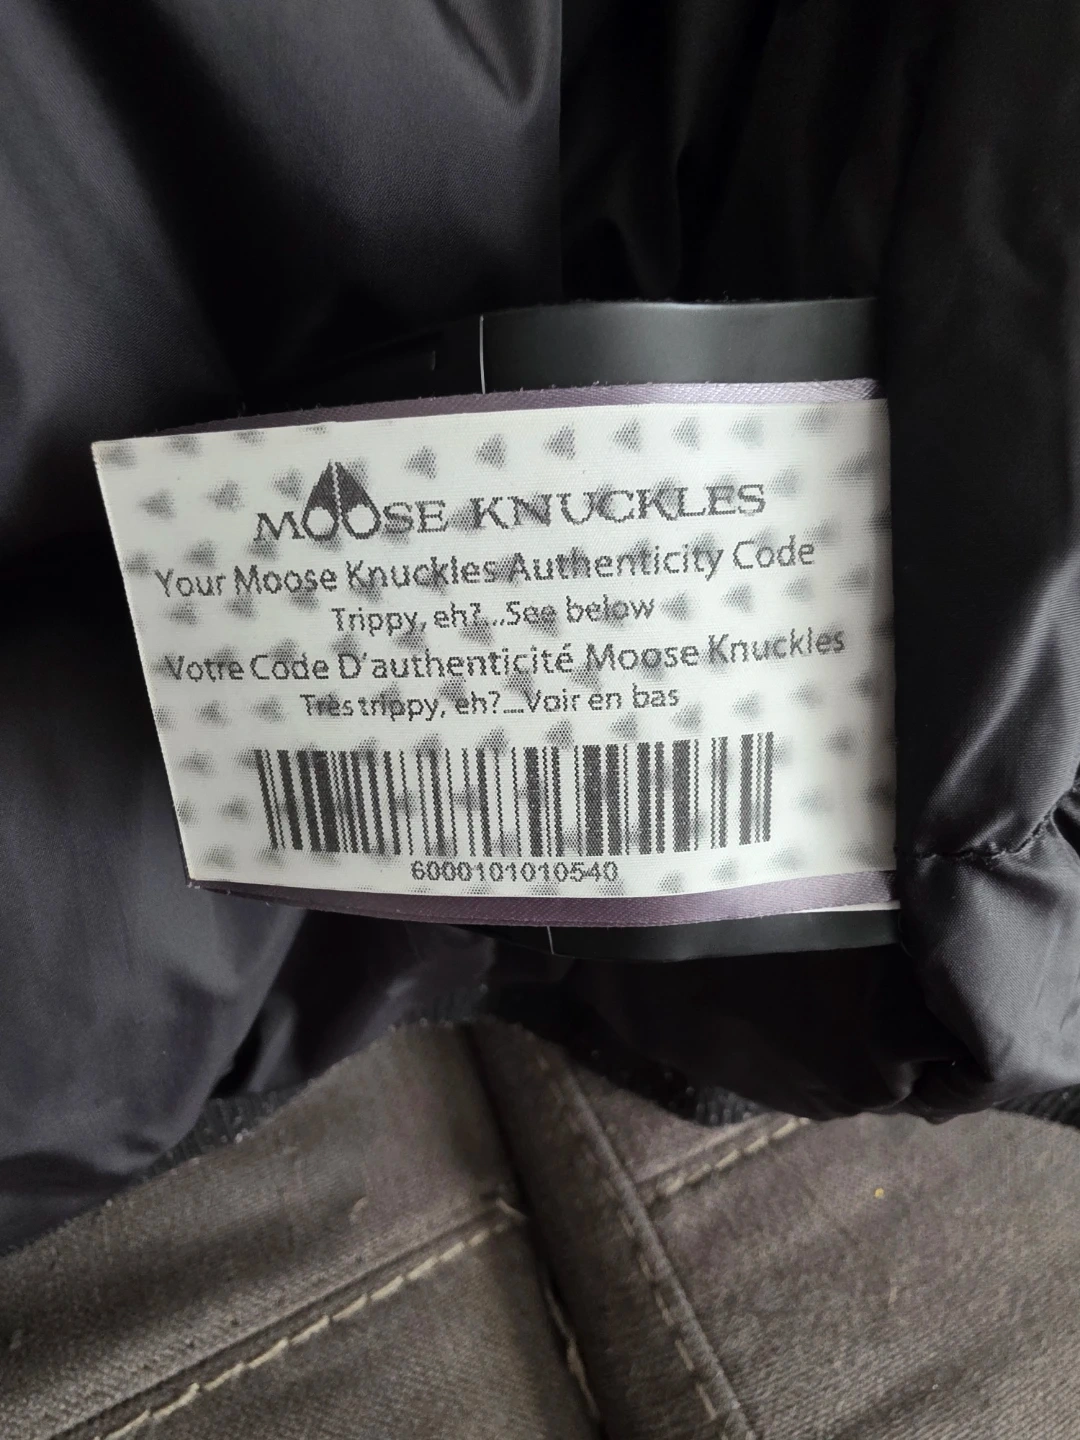 MOOSE KNUCKLES
Your Moose Knuckles Authenticity Code
Trippy, eh?...See below
Votre Code D'authenticité Moose Knuckles
Très trippy, eh?....Voir en bas
6000101010540